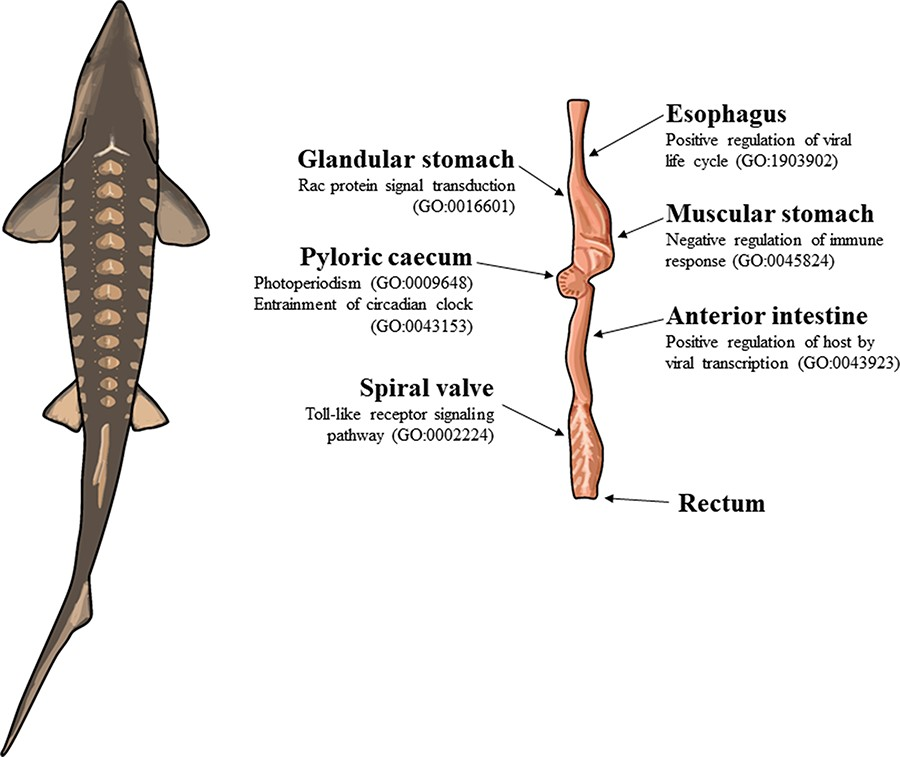 Esophagus
Positive regulation of viral
life cycle (GO:1903902)
Glandular stomach
Rac protein signal transduction
(GO:0016601)
Muscular stomach
Negative regulation of immune
response (GO:0045824)
Pyloric caecum
Photoperiodism (GO:0009648)
Entrainment of circadian clock
(GO:0043153)
Anterior intestine
Positive regulation of host by
viral transcription (GO:0043923)
Spiral valve
Toll-like receptor signaling
pathway (GO:0002224)
Rectum